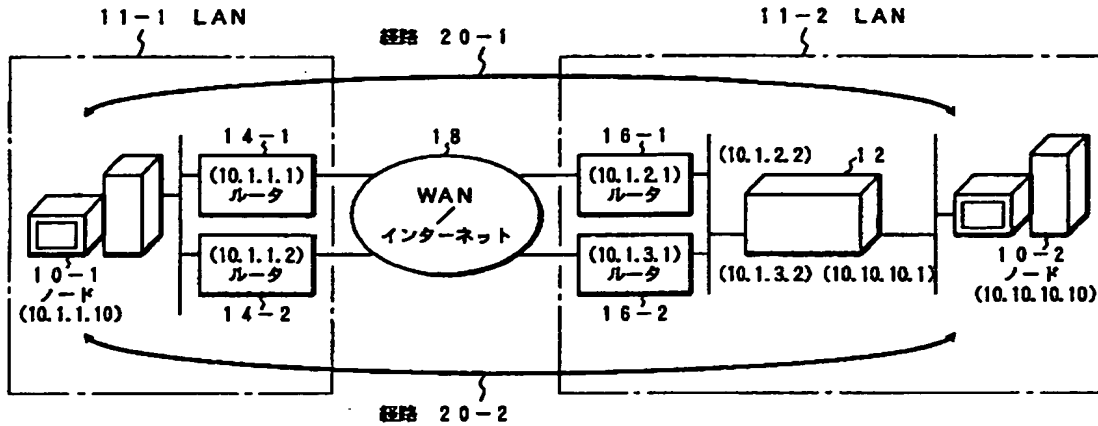 11-1 LAN
11-2 LAN
経路 20-1
14-1
(10.1.1.1)
ルータ
18
WAN
/
インターネット
16-1
(10.1.2.1)
ルータ
(10.1.2.2)
12
10-1
ノード
(10.1.1.10)
(10.1.1.2)
ルータ
14-2
(10.1.3.1)
ルータ
16-2
(10.1.3.2)
(10.10.10.1)
10-2
ノード
(10.10.10.10)
経路 20-2